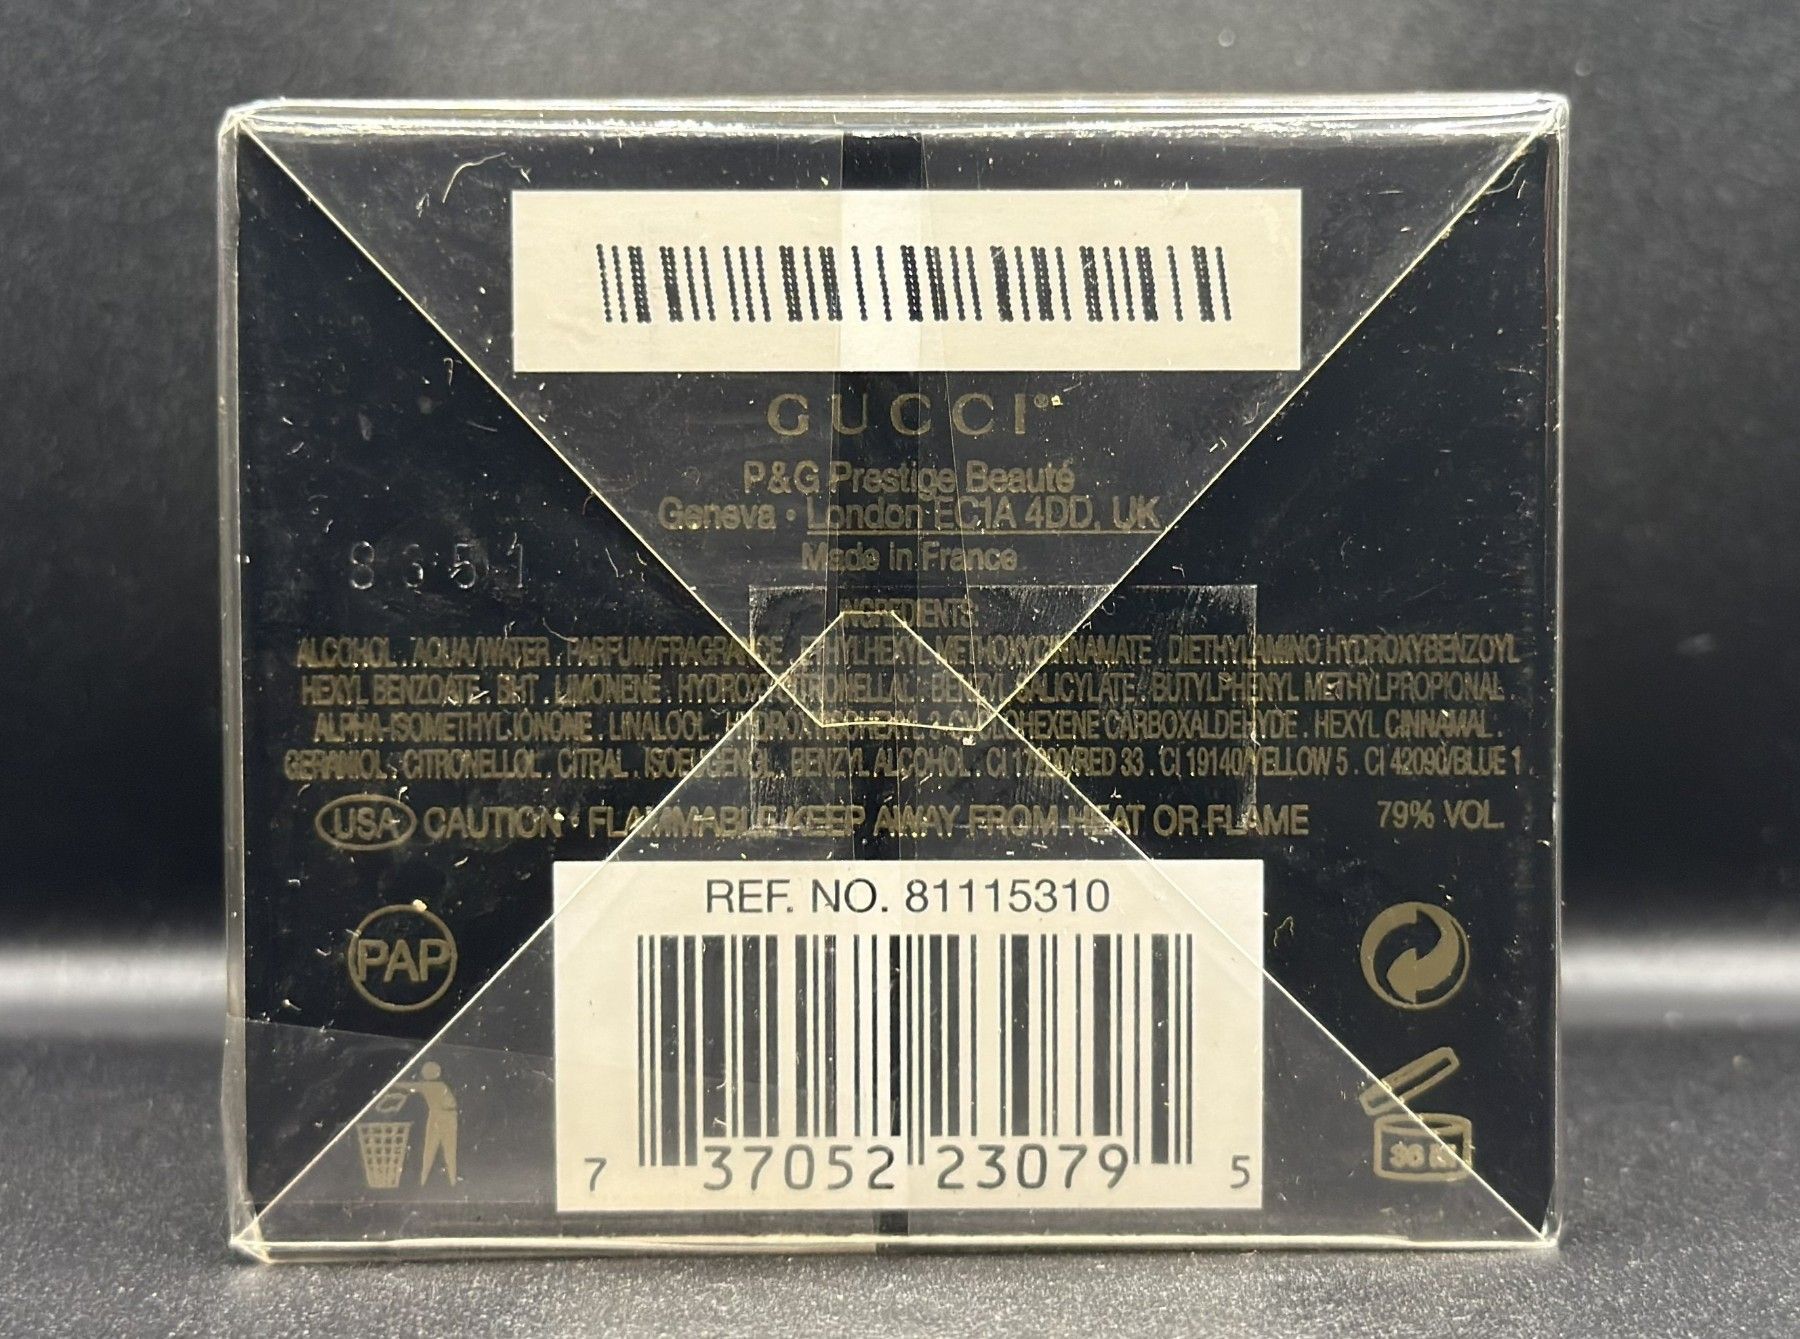 GUCCI®
P&G Prestige Beauté
Geneva · London EC1A 4DD, UK
Made in France
8351
INGREDIENTS
ALCOHOL . AQUA/WATER . PARFUM/FRAGRANCE . ETHYLHEXYL METHOXYCINNAMATE . DIETHYLAMINO HYDROXYBENZOYL
HEXYL BENZOATE . BHT . LIMONENE . HYDROXYCITRONELLAL . BENZYL SALICYLATE . BUTYLPHENYL METHYLPROPIONAL .
ALPHA-ISOMETHYL IONONE . LINALOOL . HYDROXYISOHEXYL 3-CYCLOHEXENE CARBOXALDEHYDE . HEXYL CINNAMAL .
GERANIOL . CITRONELLOL . CITRAL . ISOEUGENOL . BENZYL ALCOHOL . CI 17200/RED 33 . CI 19140/YELLOW 5 . CI 42090/BLUE 1
USA CAUTION · FLAMMABLE KEEP AWAY FROM HEAT OR FLAME 79% VOL.
REF. NO. 81115310
PAP
36 M
7 37052 23079 5